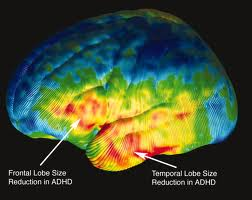 Frontal Lobe Size
Reduction in ADHD
Temporal Lobe Size
Reduction in ADHD